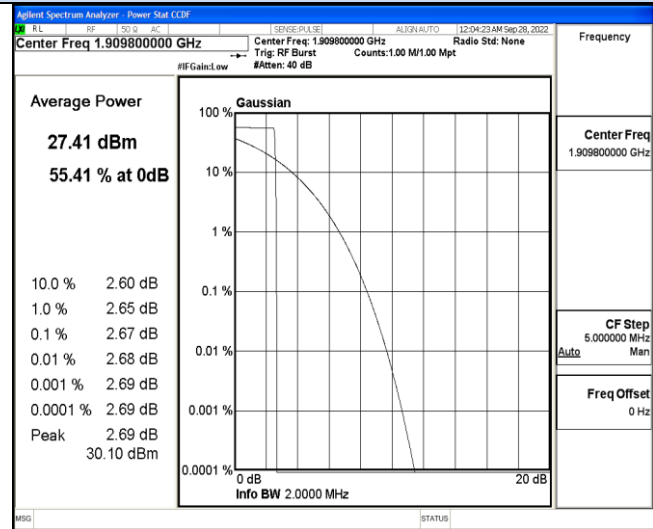 Agilent Spectrum Analyzer - Power Stat CCDF
RL RF 50 Ω AC SENSE:PULSE ALIGN AUTO 12:04:23 AM Sep 28, 2022
Center Freq 1.909800000 GHz
Center Freq: 1.909800000 GHz Radio Std: None
Trig: RF Burst Counts:1.00 M/1.00 Mpt
#IFGain:Low #Atten: 40 dB
Frequency
Average Power
27.41 dBm
55.41 % at 0dB
10.0 % 2.60 dB
1.0 % 2.65 dB
0.1 % 2.67 dB
0.01 % 2.68 dB
0.001 % 2.69 dB
0.0001 % 2.69 dB
Peak 2.69 dB
30.10 dBm
Gaussian
100 %
10 %
1 %
0.1 %
0.01 %
0.001 %
0.0001 %
0 dB 20 dB
Info BW 2.0000 MHz
Center Freq
1.909800000 GHz
CF Step
5.000000 MHz
Auto Man
Freq Offset
0 Hz
MSG STATUS